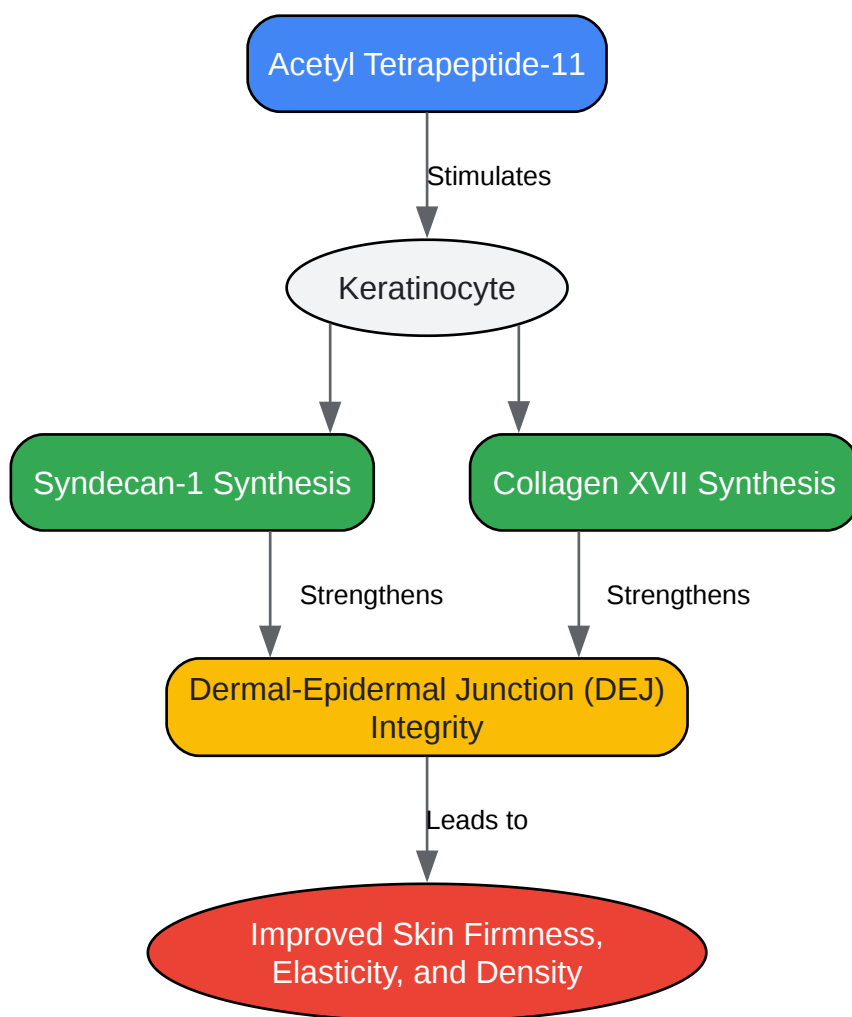 Acetyl Tetrapeptide-11
Stimulates
Keratinocyte
Syndecan-1 Synthesis
Collagen XVII Synthesis
Strengthens
Strengthens
Dermal-Epidermal Junction (DEJ)
Integrity
Leads to
Improved Skin Firmness,
Elasticity, and Density